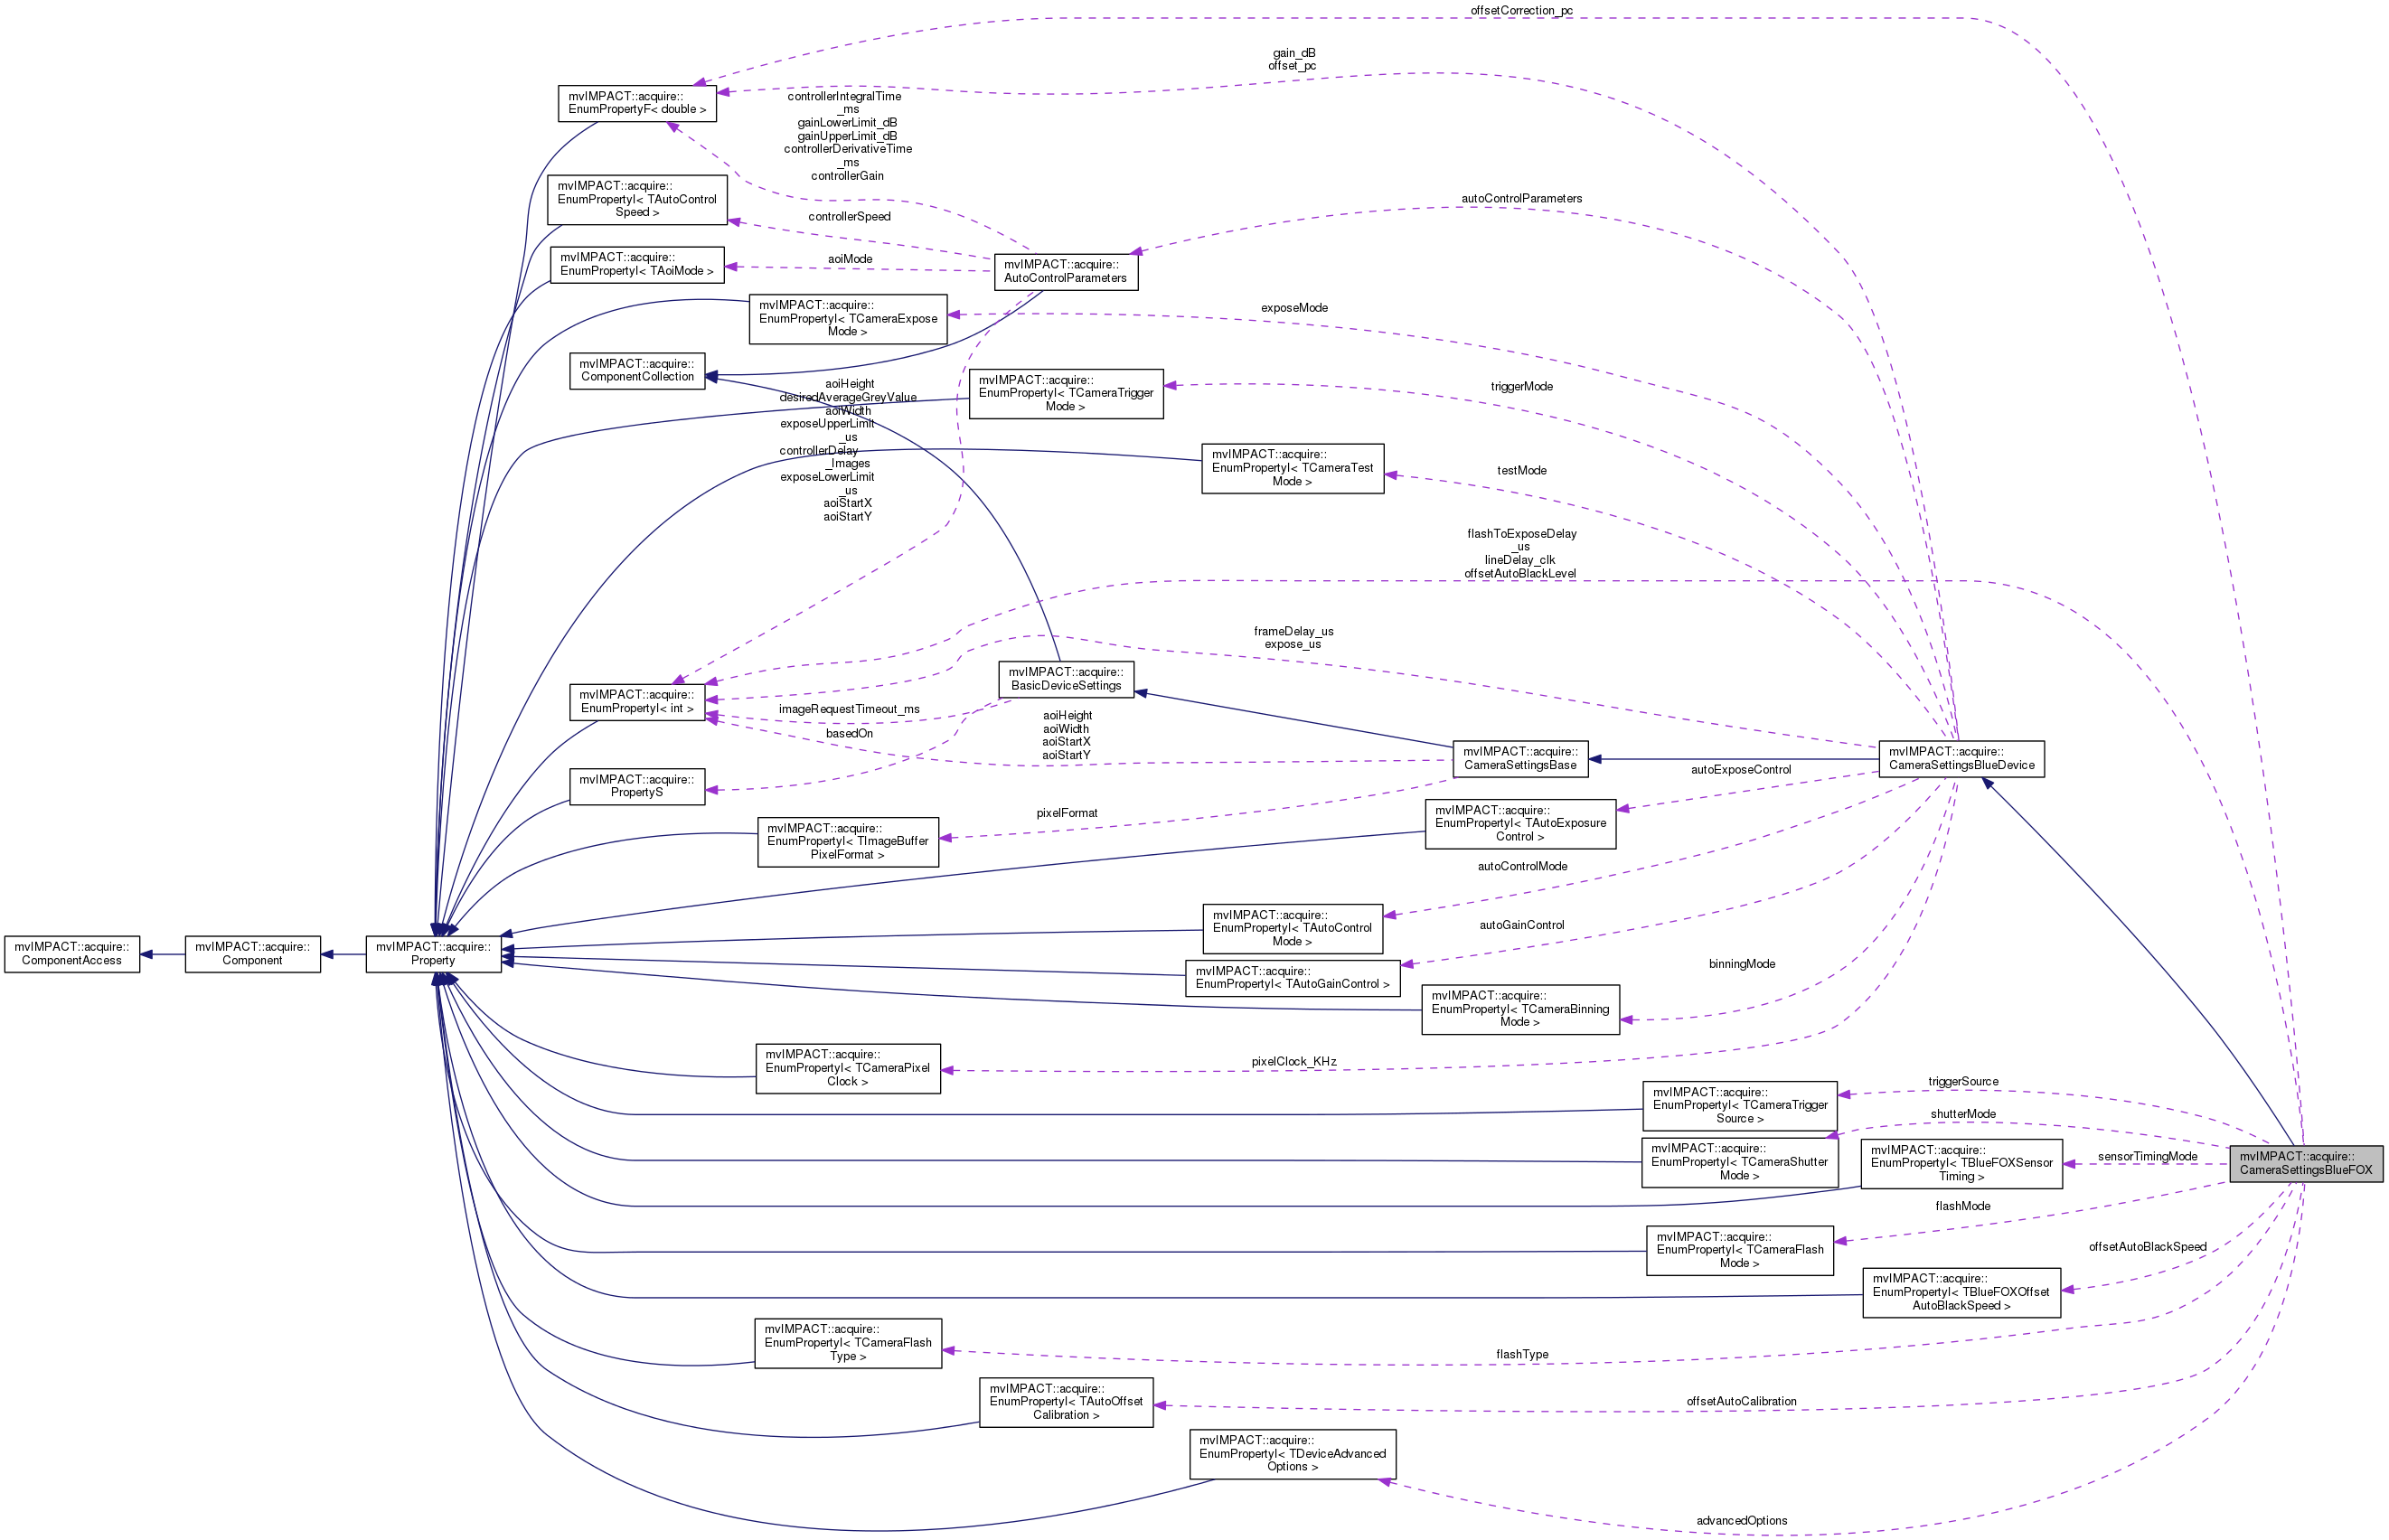 offsetCorrection_pc
gain_dB
offset_pc
mvIMPACT::acquire::
EnumPropertyF< double >
controllerIntegralTime
_ms
gainLowerLimit_dB
gainUpperLimit_dB
controllerDerivativeTime
_ms
controllerGain
mvIMPACT::acquire::
EnumPropertyI< TAutoControl
Speed >
controllerSpeed
autoControlParameters
mvIMPACT::acquire::
EnumPropertyI< TAoiMode >
aoiMode
mvIMPACT::acquire::
AutoControlParameters
mvIMPACT::acquire::
EnumPropertyI< TCameraExpose
Mode >
exposeMode
mvIMPACT::acquire::
ComponentCollection
aoiHeight
desiredAverageGreyValue
aoiWidth
exposeUpperLimit
_us
controllerDelay
_Images
exposeLowerLimit
_us
aoiStartX
aoiStartY
mvIMPACT::acquire::
EnumPropertyI< TCameraTrigger
Mode >
triggerMode
mvIMPACT::acquire::
EnumPropertyI< TCameraTest
Mode >
testMode
flashToExposeDelay
_us
lineDelay_clk
offsetAutoBlackLevel
frameDelay_us
expose_us
mvIMPACT::acquire::
BasicDeviceSettings
mvIMPACT::acquire::
EnumPropertyI< int >
imageRequestTimeout_ms
basedOn
aoiHeight
aoiWidth
aoiStartX
aoiStartY
mvIMPACT::acquire::
CameraSettingsBase
mvIMPACT::acquire::
CameraSettingsBlueDevice
mvIMPACT::acquire::
PropertyS
autoExposeControl
mvIMPACT::acquire::
EnumPropertyI< TImageBuffer
PixelFormat >
pixelFormat
mvIMPACT::acquire::
EnumPropertyI< TAutoExposure
Control >
autoControlMode
mvIMPACT::acquire::
ComponentAccess
mvIMPACT::acquire::
Component
mvIMPACT::acquire::
Property
mvIMPACT::acquire::
EnumPropertyI< TAutoControl
Mode >
autoGainControl
mvIMPACT::acquire::
EnumPropertyI< TAutoGainControl >
binningMode
mvIMPACT::acquire::
EnumPropertyI< TCameraBinning
Mode >
mvIMPACT::acquire::
EnumPropertyI< TCameraPixel
Clock >
pixelClock_KHz
mvIMPACT::acquire::
EnumPropertyI< TCameraTrigger
Source >
triggerSource
shutterMode
mvIMPACT::acquire::
EnumPropertyI< TCameraShutter
Mode >
mvIMPACT::acquire::
EnumPropertyI< TBlueFOXSensor
Timing >
sensorTimingMode
mvIMPACT::acquire::
CameraSettingsBlueFOX
flashMode
mvIMPACT::acquire::
EnumPropertyI< TCameraFlash
Mode >
offsetAutoBlackSpeed
mvIMPACT::acquire::
EnumPropertyI< TBlueFOXOffset
AutoBlackSpeed >
mvIMPACT::acquire::
EnumPropertyI< TCameraFlash
Type >
flashType
mvIMPACT::acquire::
EnumPropertyI< TAutoOffset
Calibration >
offsetAutoCalibration
mvIMPACT::acquire::
EnumPropertyI< TDeviceAdvanced
Options >
advancedOptions